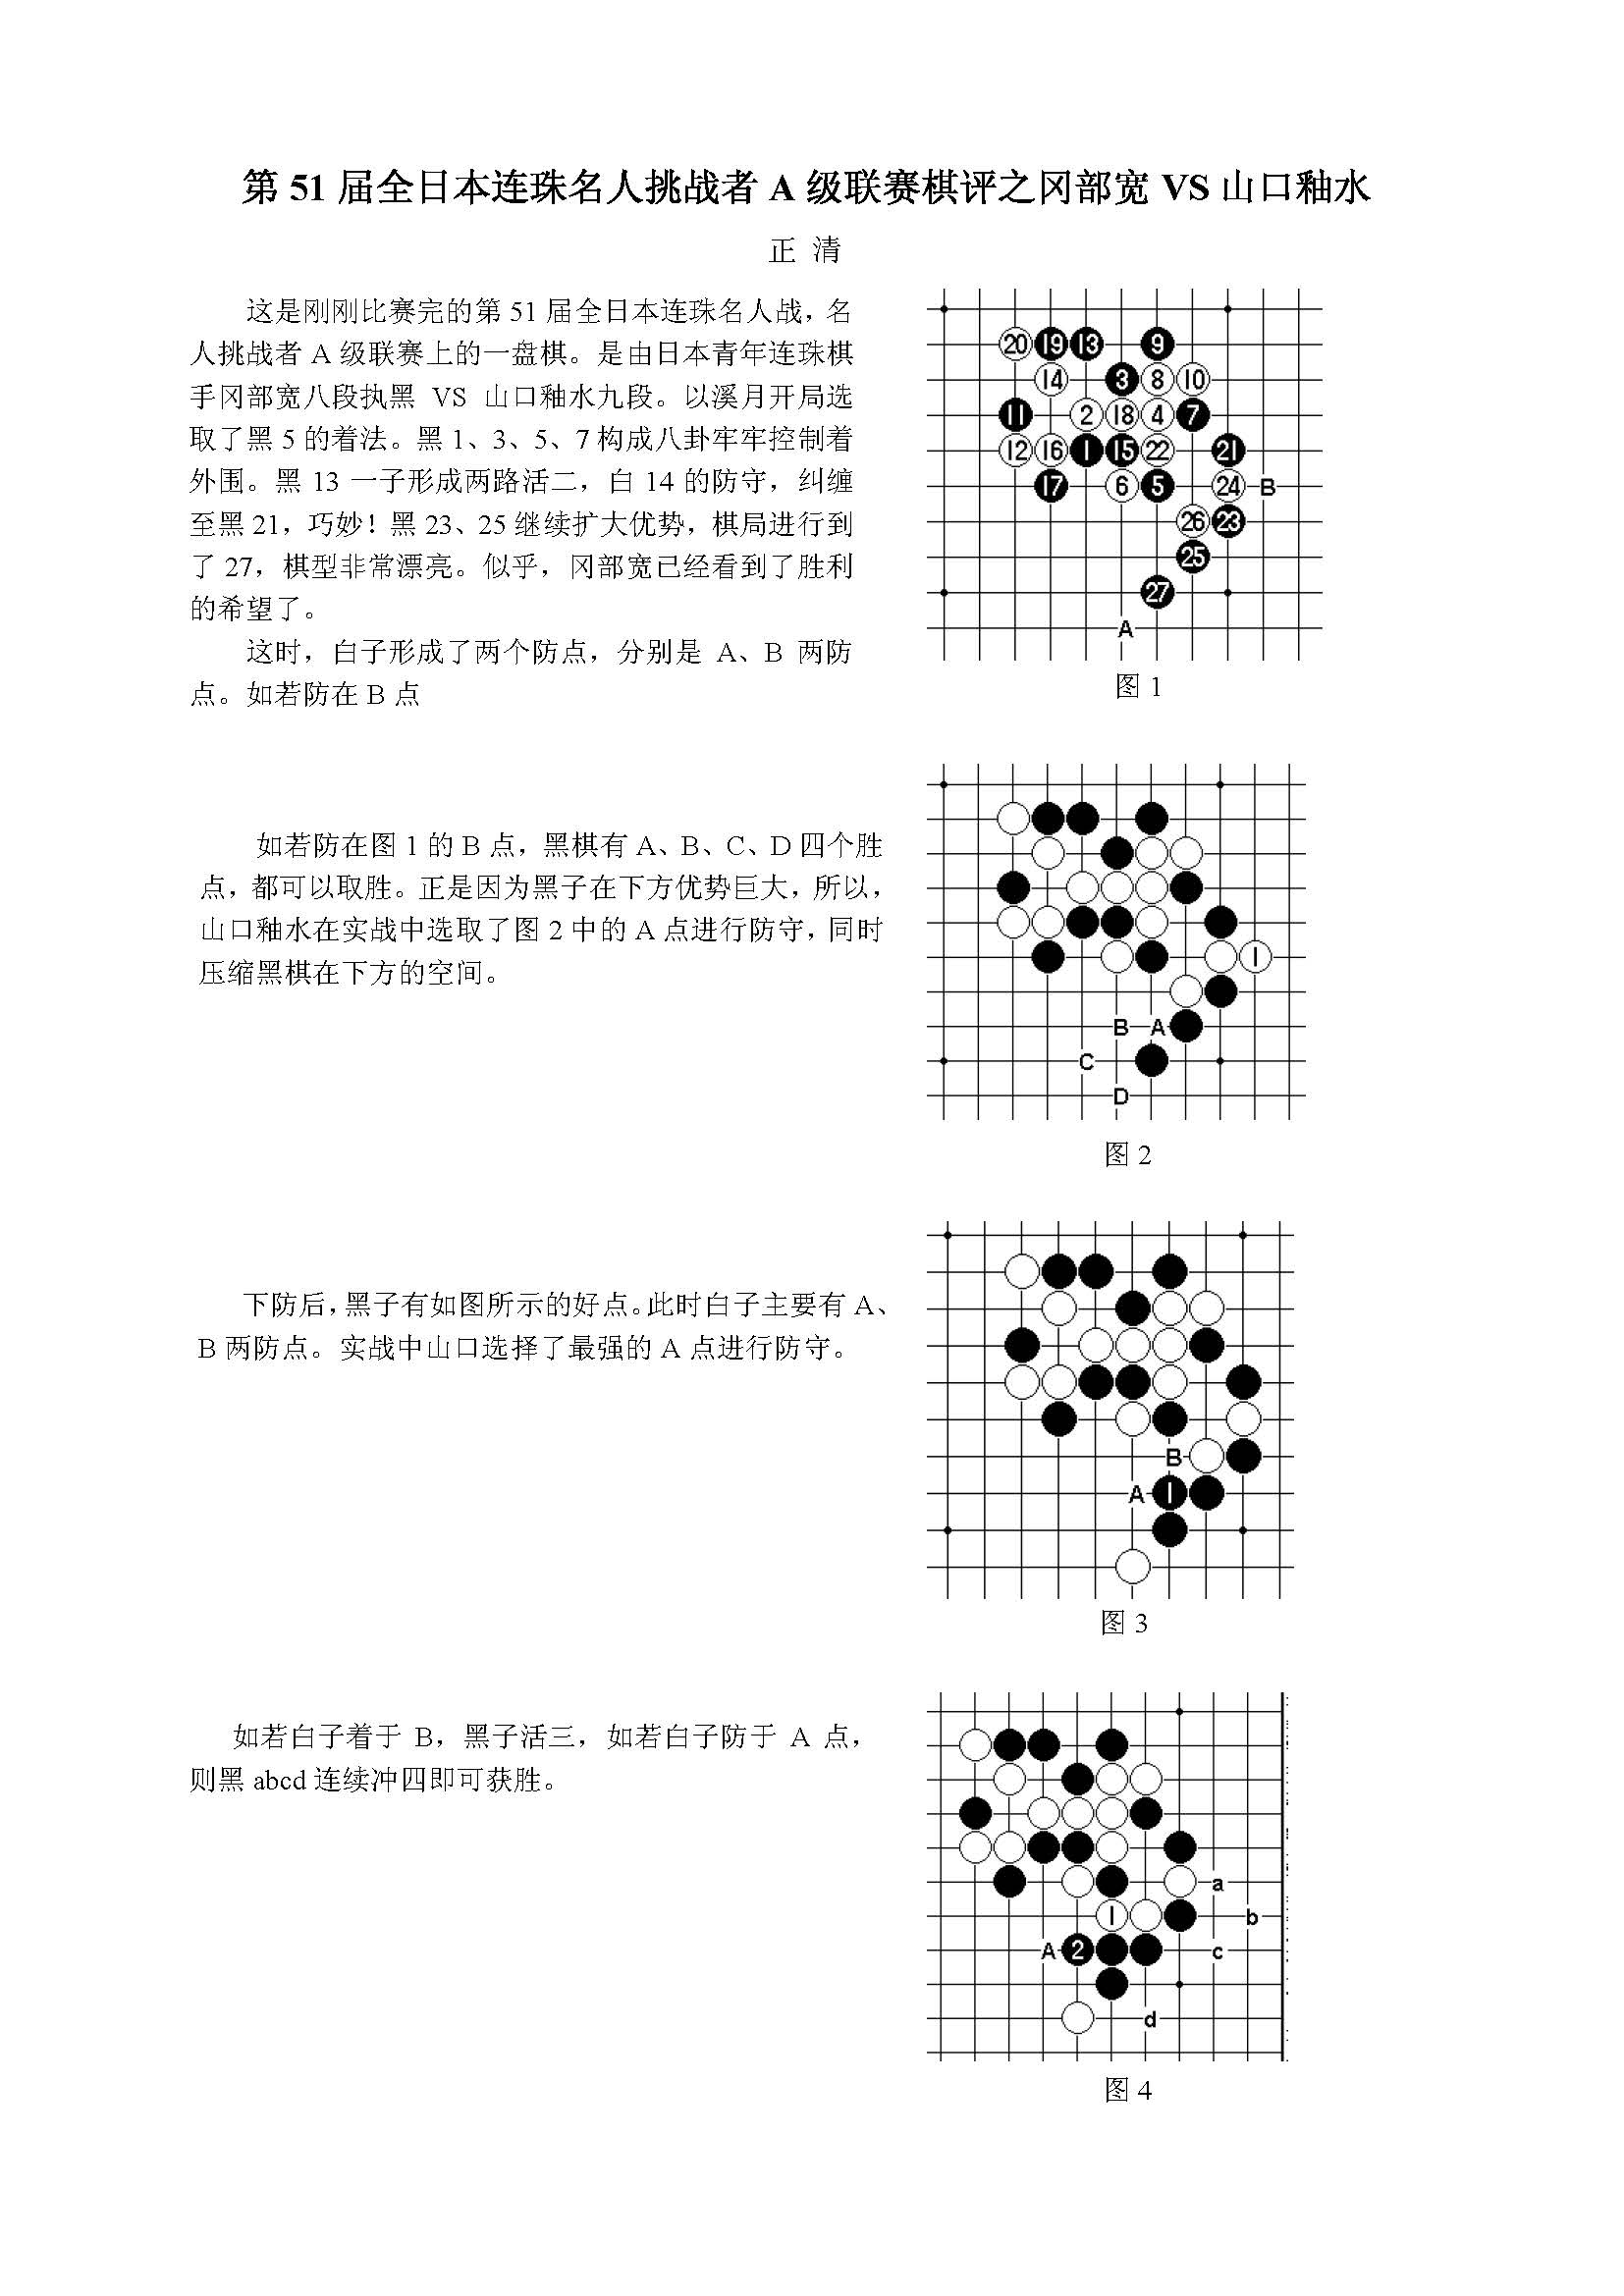 第 51 届全日本连珠名人挑战者 A 级联赛棋评之冈部宽 VS 山口釉水
正 清
这是刚刚比赛完的第 51 届全日本连珠名人战，名
人挑战者 A 级联赛上的一盘棋。是由日本青年连珠棋
手冈部宽八段执黑 VS 山口釉水九段。以溪月开局选
取了黑 5 的着法。黑 1、3、5、7 构成八卦牢牢控制着
外围。黑 13 一子形成两路活二，白 14 的防守，纠缠
至黑 21，巧妙！黑 23、25 继续扩大优势，棋局进行到
了 27，棋型非常漂亮。似乎，冈部宽已经看到了胜利
的希望了。
这时，白子形成了两个防点，分别是 A、B 两防
点。如若防在 B 点
20 19 13 9
14 3 8 10
11 2 18 4 7
12 16 1 15 22 21
17 6 5 24 B
26 23
25
27
A
图 1
如若防在图 1 的 B 点，黑棋有 A、B、C、D 四个胜
点，都可以取胜。正是因为黑子在下方优势巨大，所以，
山口釉水在实战中选取了图 2 中的 A 点进行防守，同时
压缩黑棋在下方的空间。
1
B A
C
D
图 2
下防后，黑子有如图所示的好点。此时白子主要有 A、
B 两防点。实战中山口选择了最强的 A 点进行防守。
B
A 1
图 3
如若白子着于 B，黑子活三，如若白子防于 A 点，
则黑 abcd 连续冲四即可获胜。
a
1 b
A 2 c
d
图 4